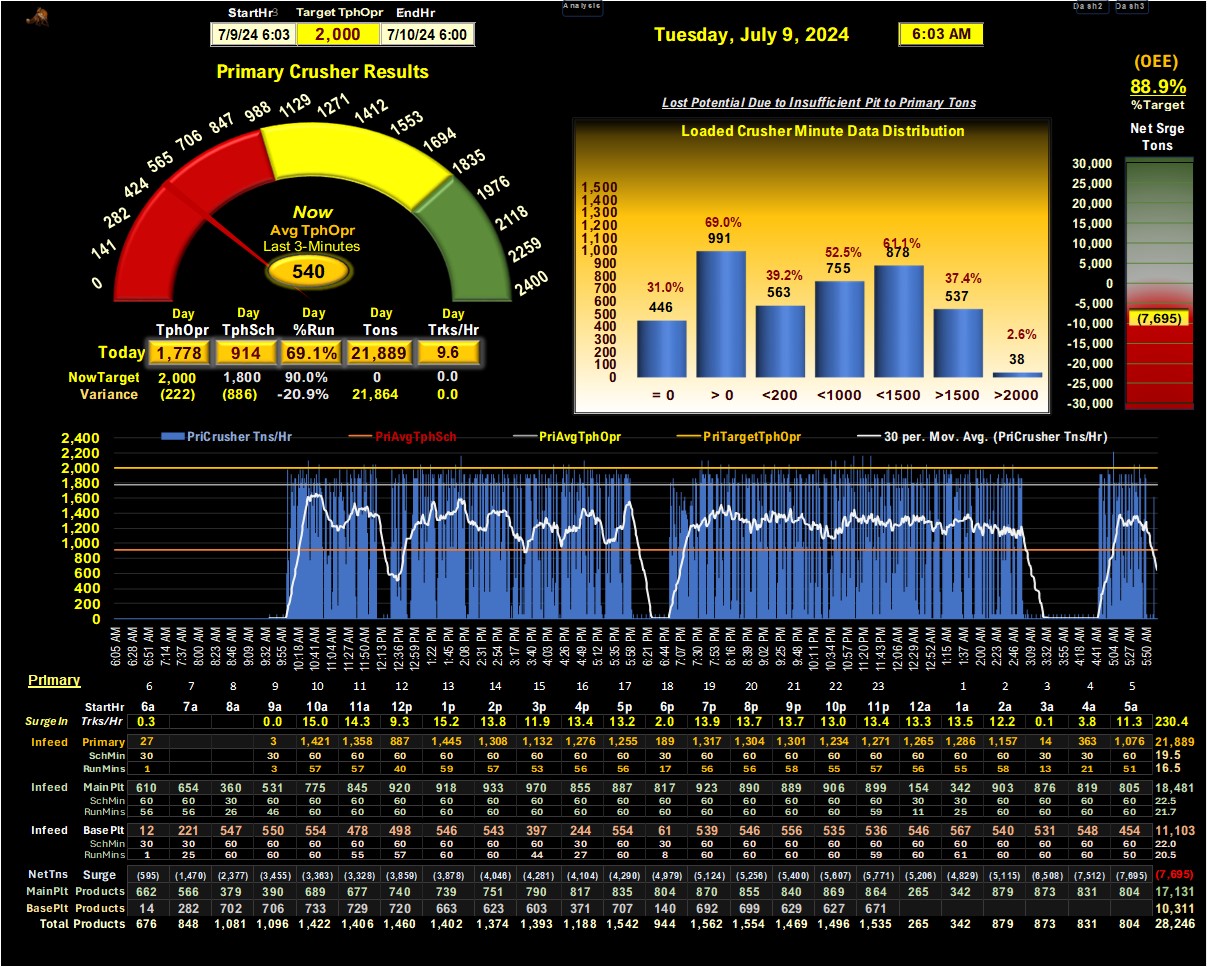 StartHr3 Target TphOpr EndHr
7/9/24 6:03 2,000 7/10/24 6:00
Analysis
Dash2 Dash3
Tuesday, July 9, 2024
6:03 AM
Primary Crusher Results
(OEE)
88.9%
%Target
Net Srge
Tons
Lost Potential Due to Insufficient Pit to Primary Tons
0 141 282 424 565 706 847 988 1129 1271 1412 1553 1694 1835 1976 2118 2259 2400
Now
Avg TphOpr
Last 3-Minutes
540
Loaded Crusher Minute Data Distribution
1,500
1,400
1,300
1,200
1,100
1,000
900
800
700
600
500
400
300
200
100
0
31.0% 69.0% 39.2% 52.5% 61.1% 37.4% 2.6%
446 991 563 755 878 537 38
= 0 > 0 <200 <1000 <1500 >1500 >2000
30,000
25,000
20,000
15,000
10,000
5,000
0
-5,000
-10,000
-15,000
-20,000
-25,000
-30,000
(7,695)
Day Day Day Day Day
TphOpr TphSch %Run Tons Trks/Hr
Today 1,778 914 69.1% 21,889 9.6
NowTarget 2,000 1,800 90.0% 0 0.0
Variance (222) (886) -20.9% 21,864 0.0
PriCrusher Tns/Hr PriAvgTphSch PriAvgTphOpr PriTargetTphOpr 30 per. Mov. Avg. (PriCrusher Tns/Hr)
2,400
2,200
2,000
1,800
1,600
1,400
1,200
1,000
800
600
400
200
0
6:05 AM 6:28 AM 6:51 AM 7:14 AM 7:37 AM 8:00 AM 8:23 AM 8:46 AM 9:09 AM 9:32 AM 9:55 AM 10:18 AM 10:41 AM 11:04 AM 11:27 AM 11:50 AM 12:13 PM 12:36 PM 12:59 PM 1:22 PM 1:45 PM 2:08 PM 2:31 PM 2:54 PM 3:17 PM 3:40 PM 4:03 PM 4:26 PM 4:49 PM 5:12 PM 5:35 PM 5:58 PM 6:21 PM 6:44 PM 7:07 PM 7:30 PM 7:53 PM 8:16 PM 8:39 PM 9:02 PM 9:25 PM 9:48 PM 10:11 PM 10:34 PM 10:57 PM 11:20 PM 11:43 PM 12:06 AM 12:29 AM 12:52 AM 1:15 AM 1:37 AM 2:00 AM 2:23 AM 2:46 AM 3:09 AM 3:32 AM 3:55 AM 4:18 AM 4:41 AM 5:04 AM 5:27 AM 5:50 AM
Primary 6 7 8 9 10 11 12 13 14 15 16 17 18 19 20 21 22 23 1 2 3 4 5
StartHr 6a 7a 8a 9a 10a 11a 12p 1p 2p 3p 4p 5p 6p 7p 8p 9p 10p 11p 12a 1a 2a 3a 4a 5a
SurgeIn Trks/Hr 0.3 0.0 15.0 14.3 9.3 15.2 13.8 11.9 13.4 13.2 2.0 13.9 13.7 13.7 13.0 13.4 13.3 13.5 12.2 0.1 3.8 11.3 230.4
Infeed Primary 27 3 1,421 1,358 887 1,445 1,308 1,132 1,276 1,255 189 1,317 1,304 1,301 1,234 1,271 1,265 1,286 1,157 14 363 1,076 21,889
SchMin 30 30 60 60 60 60 60 60 60 60 30 60 60 60 60 60 60 60 60 60 60 60 19.5
RunMins 1 3 57 57 40 59 57 53 56 56 17 56 56 58 55 57 56 55 58 13 21 51 16.5
Infeed MainPlt 610 654 360 531 775 845 920 918 933 970 855 887 817 923 890 889 906 899 154 342 903 876 819 805 18,481
SchMin 60 60 30 60 60 60 60 60 60 60 60 60 60 60 60 60 60 60 30 30 60 60 60 60 22.5
RunMins 56 56 26 46 60 60 60 60 60 60 60 60 60 60 60 60 60 59 11 25 60 60 60 60 21.7
Infeed BasePlt 12 221 547 550 554 478 498 546 543 397 244 554 61 539 546 556 535 536 546 567 540 531 548 454 11,103
SchMin 30 30 60 60 60 60 60 60 60 60 30 60 30 60 60 60 60 60 60 60 60 60 60 60 22.0
RunMins 1 25 60 60 60 55 57 60 60 44 27 60 8 60 60 60 60 59 60 61 60 60 60 50 20.5
NetTns Surge (595) (1,470) (2,377) (3,455) (3,363) (3,328) (3,859) (3,878) (4,046) (4,281) (4,104) (4,290) (4,979) (5,124) (5,256) (5,400) (5,607) (5,771) (5,206) (4,829) (5,115) (6,508) (7,512) (7,695) (7,695)
MainPlt Products 662 566 379 390 689 677 740 739 751 790 817 835 804 870 855 840 869 864 265 342 879 873 831 804 17,131
BasePlt Products 14 282 702 706 733 729 720 663 623 603 371 707 140 692 699 629 627 671 10,311
Total Products 676 848 1,081 1,096 1,422 1,406 1,460 1,402 1,374 1,393 1,188 1,542 944 1,562 1,554 1,469 1,496 1,535 265 342 879 873 831 804 28,246